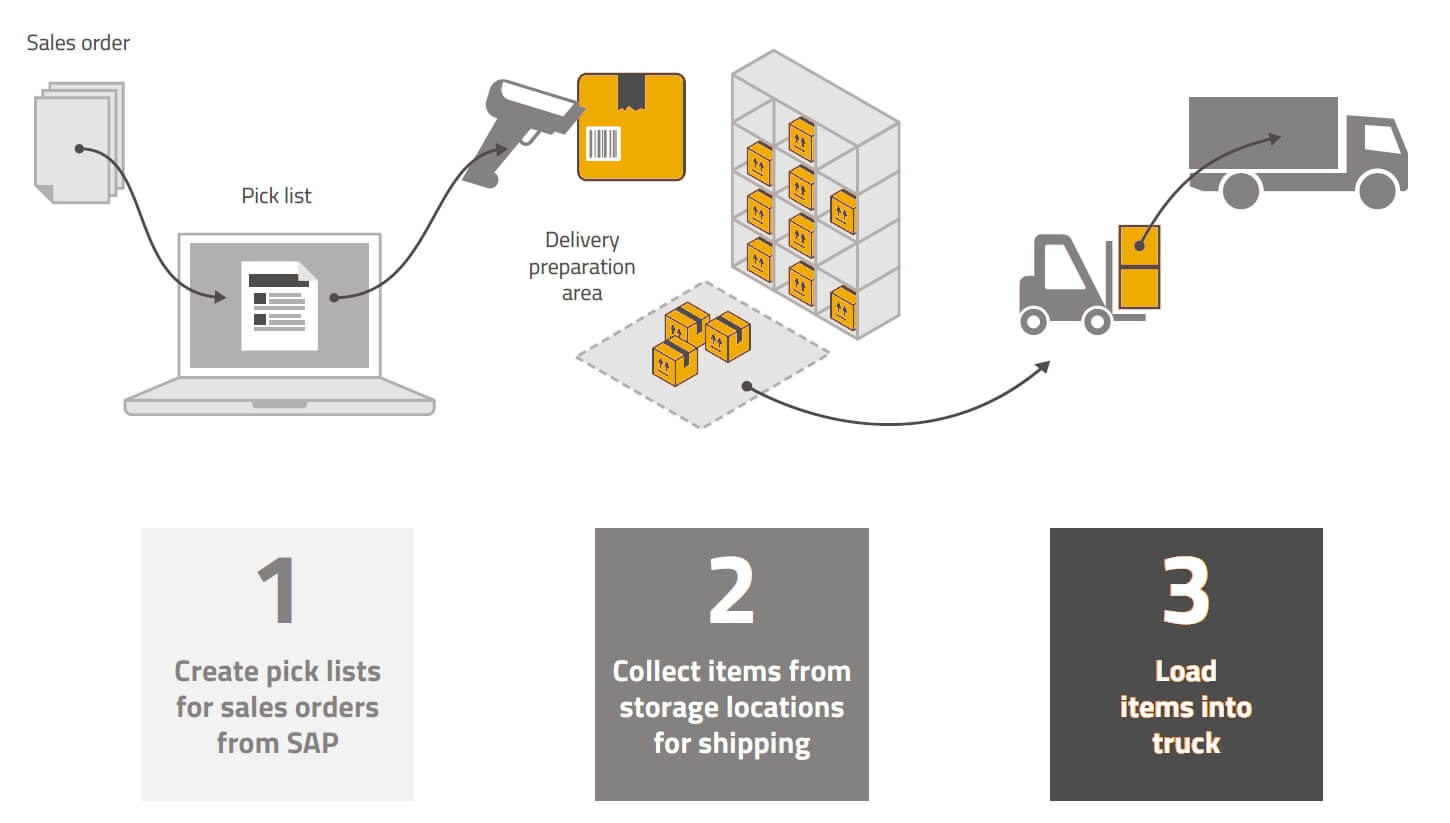 Sales order
Pick list
Delivery
preparation
area
1
Create pick lists
for sales orders
from SAP
2
Collect items from
storage locations
for shipping
3
Load
items into
truck